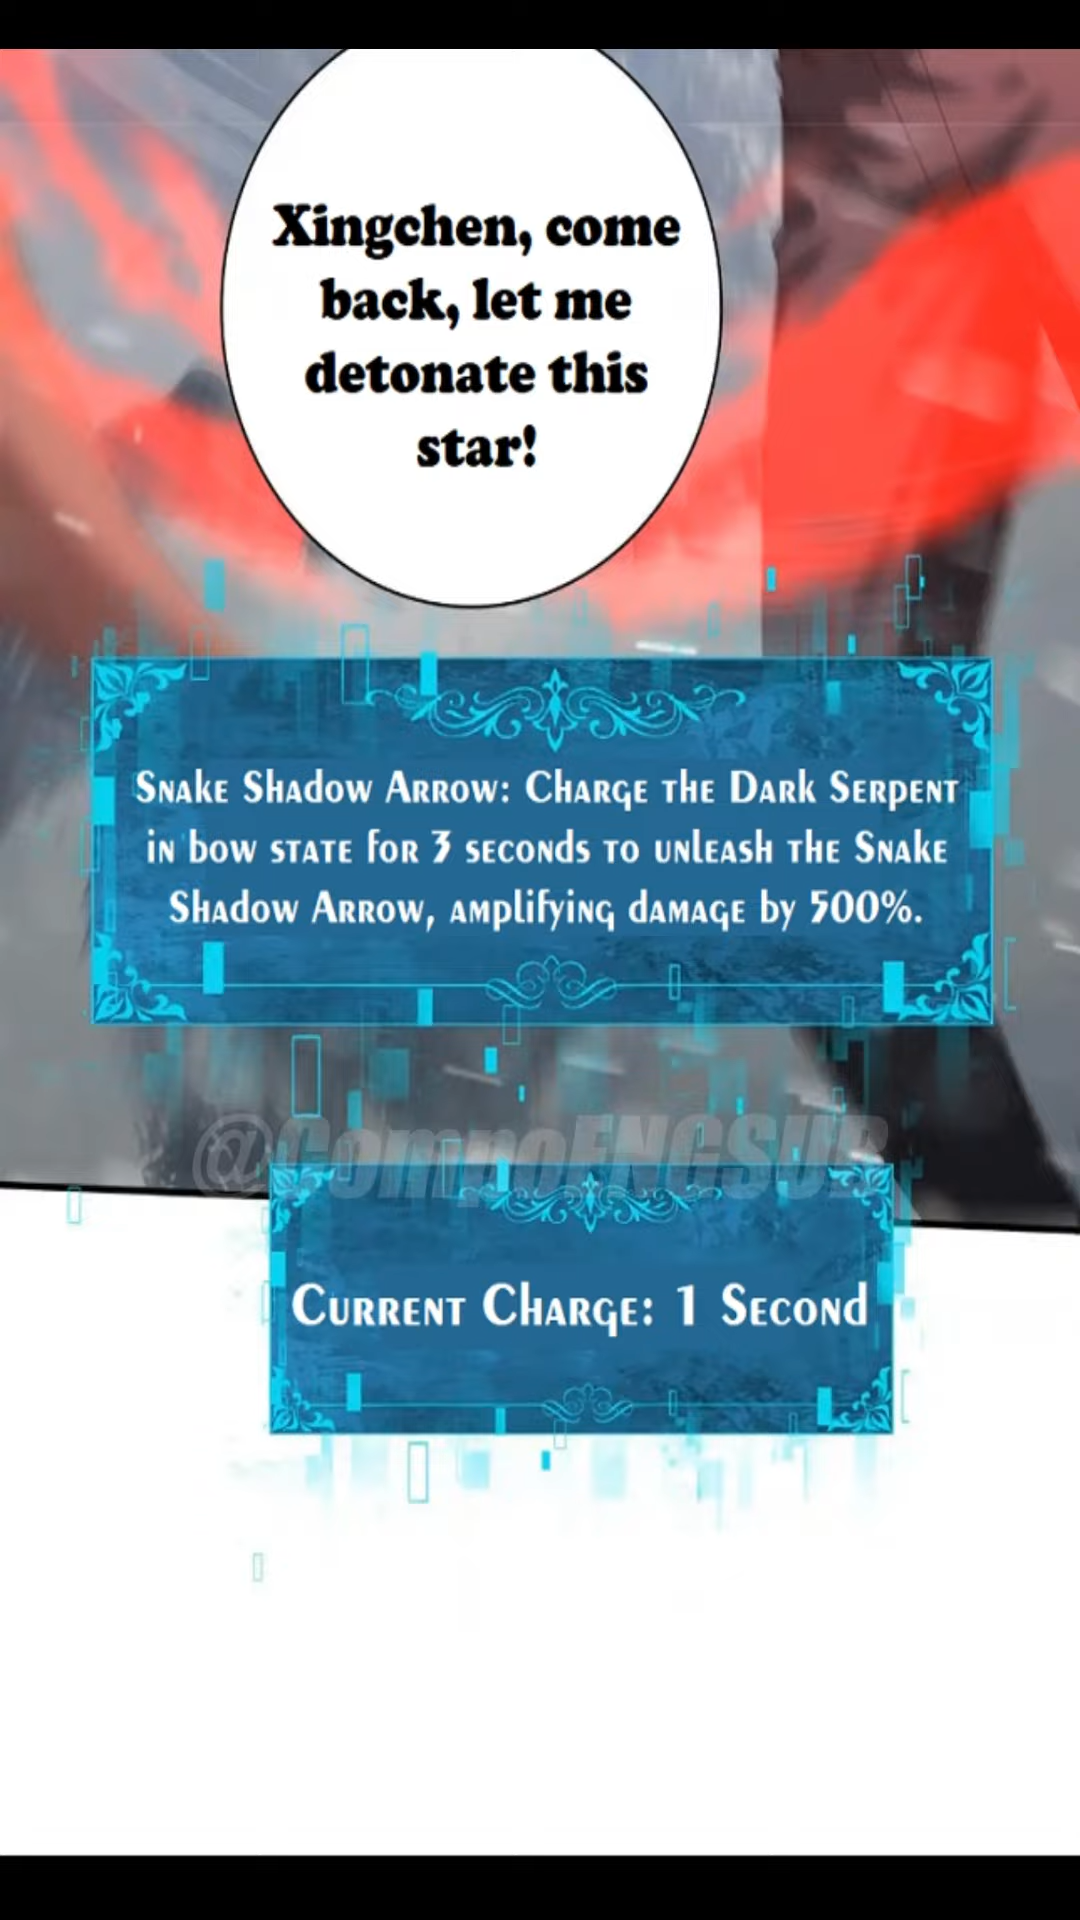 Xingchen, come
back, let me
detonate this
star!
Snake Shadow Arrow: Charge the Dark Serpent
in bow state for 3 seconds to unleash the Snake
Shadow Arrow, amplifying damage by 500%.
@CompoENGSUB
Current Charge: 1 Second